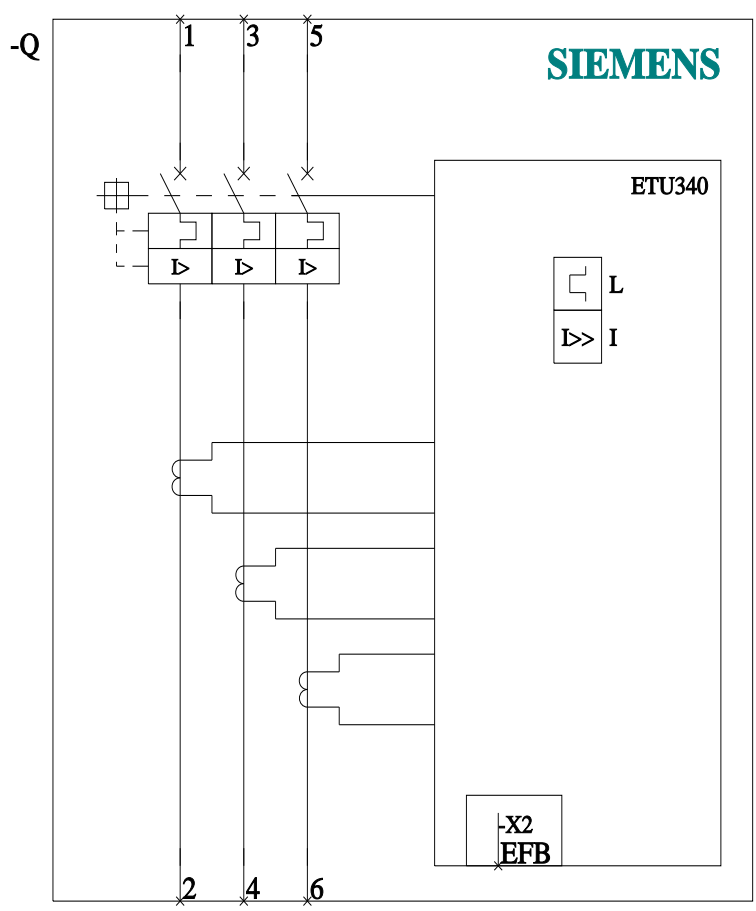 1 3 5
-Q
SIEMENS
ETU340
I> I> I>
L
I>> I
-X2
EFB
2 4 6